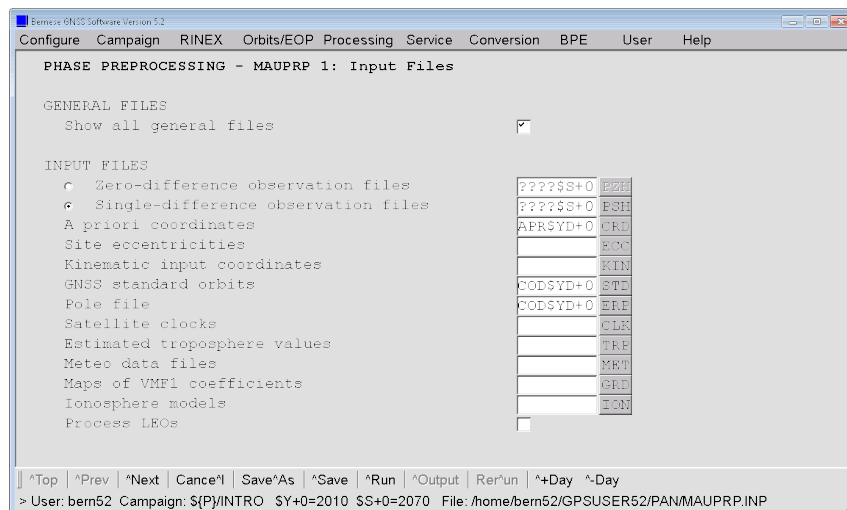 Bernese GNSS Software Version 5.2
Configure Campaign RINEX Orbits/EOP Processing Service Conversion BPE User Help
PHASE PREPROCESSING - MAUPRP 1: Input Files
GENERAL FILES
Show all general files
INPUT FILES
Zero-difference observation files ????$S+0 PZH
Single-difference observation files ????$S+0 PSH
A priori coordinates APR$YD+0 CRD
Site eccentricities ECC
Kinematic input coordinates KIN
GNSS standard orbits COD$YD+0 STD
Pole file COD$YD+0 ERP
Satellite clocks CLK
Estimated troposphere values TRP
Meteo data files MET
Maps of VMF1 coefficients GRD
Ionosphere models ION
Process LEOs
^Top ^Prev ^Next Cance^l Save^As ^Save ^Run ^Output Rer^un ^+Day ^-Day
> User: bern52 Campaign: ${P}/INTRO $Y+0=2010 $S+0=2070 File: /home/bern52/GPSUSER52/PAN/MAUPRP.INP